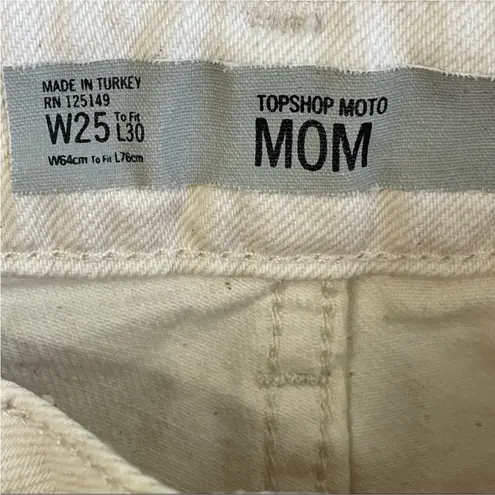 MADE IN TURKEY
RN 125149
W25 To Fit L30
W64cm To Fit L76cm
TOPSHOP MOTO
MOM